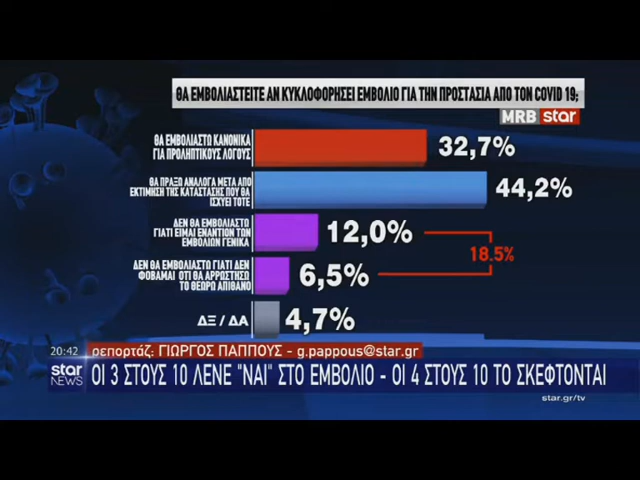 ΘΑ ΕΜΒΟΛΙΑΣΤΕΙΤΕ ΑΝ ΚΥΚΛΟΦΟΡΗΣΕΙ ΕΜΒΟΛΙΟ ΓΙΑ ΤΗΝ ΠΡΟΣΤΑΣΙΑ ΑΠΟ ΤΟΝ COVID 19;
MRB star
ΘΑ ΕΜΒΟΛΙΑΣΤΩ ΚΑΝΟΝΙΚΑ
ΓΙΑ ΠΡΟΛΗΠΤΙΚΟΥΣ ΛΟΓΟΥΣ
32,7%
ΘΑ ΠΡΑΞΩ ΑΝΑΛΟΓΑ ΜΕΤΑ ΑΠΟ
ΕΚΤΙΜΗΣΗ ΤΗΣ ΚΑΤΑΣΤΑΣΗΣ ΠΟΥ ΘΑ
ΙΣΧΥΕΙ ΤΟΤΕ
44,2%
ΔΕΝ ΘΑ ΕΜΒΟΛΙΑΣΤΩ
ΓΙΑΤΙ ΕΙΜΑΙ ΕΝΑΝΤΙΟΝ ΤΩΝ
ΕΜΒΟΛΙΩΝ ΓΕΝΙΚΑ
12,0%
18.5%
ΔΕΝ ΘΑ ΕΜΒΟΛΙΑΣΤΩ ΓΙΑΤΙ ΔΕΝ
ΦΟΒΑΜΑΙ ΟΤΙ ΘΑ ΑΡΡΩΣΤΗΣΩ
ΤΟ ΘΕΩΡΩ ΑΠΙΘΑΝΟ
6,5%
ΔΞ / ΔΑ
4,7%
20:42
ρεπορτάζ: ΓΙΩΡΓΟΣ ΠΑΠΠΟΥΣ – g.pappous@star.gr
star
NEWS
ΟΙ 3 ΣΤΟΥΣ 10 ΛΕΝΕ "ΝΑΙ" ΣΤΟ ΕΜΒΟΛΙΟ – ΟΙ 4 ΣΤΟΥΣ 10 ΤΟ ΣΚΕΦΤΟΝΤΑΙ
star.gr/tv